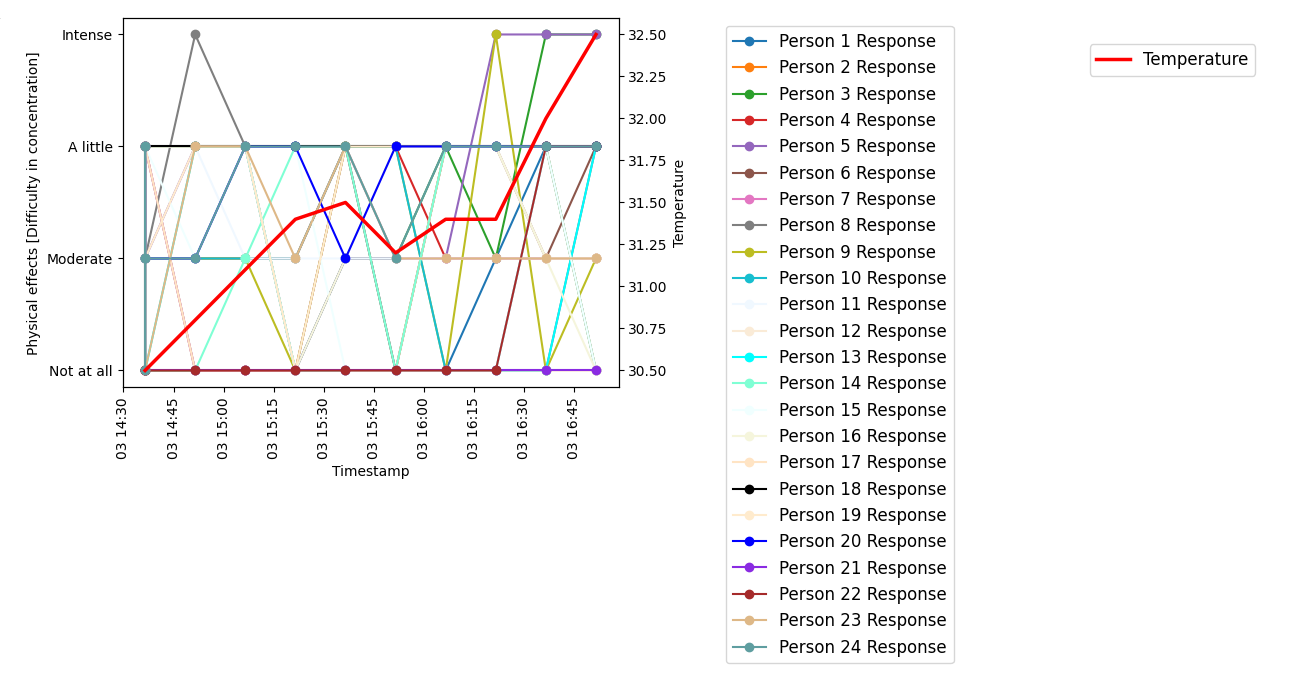 Physical effects [Difficulty in concentration]
Intense
A little
Moderate
Not at all
03 14:30
03 14:45
03 15:00
03 15:15
03 15:30
03 15:45
03 16:00
03 16:15
03 16:30
03 16:45
Timestamp
32.50
32.25
32.00
31.75
31.50
31.25
31.00
30.75
30.50
Temperature
Person 1 Response
Person 2 Response
Person 3 Response
Person 4 Response
Person 5 Response
Person 6 Response
Person 7 Response
Person 8 Response
Person 9 Response
Person 10 Response
Person 11 Response
Person 12 Response
Person 13 Response
Person 14 Response
Person 15 Response
Person 16 Response
Person 17 Response
Person 18 Response
Person 19 Response
Person 20 Response
Person 21 Response
Person 22 Response
Person 23 Response
Person 24 Response
Temperature